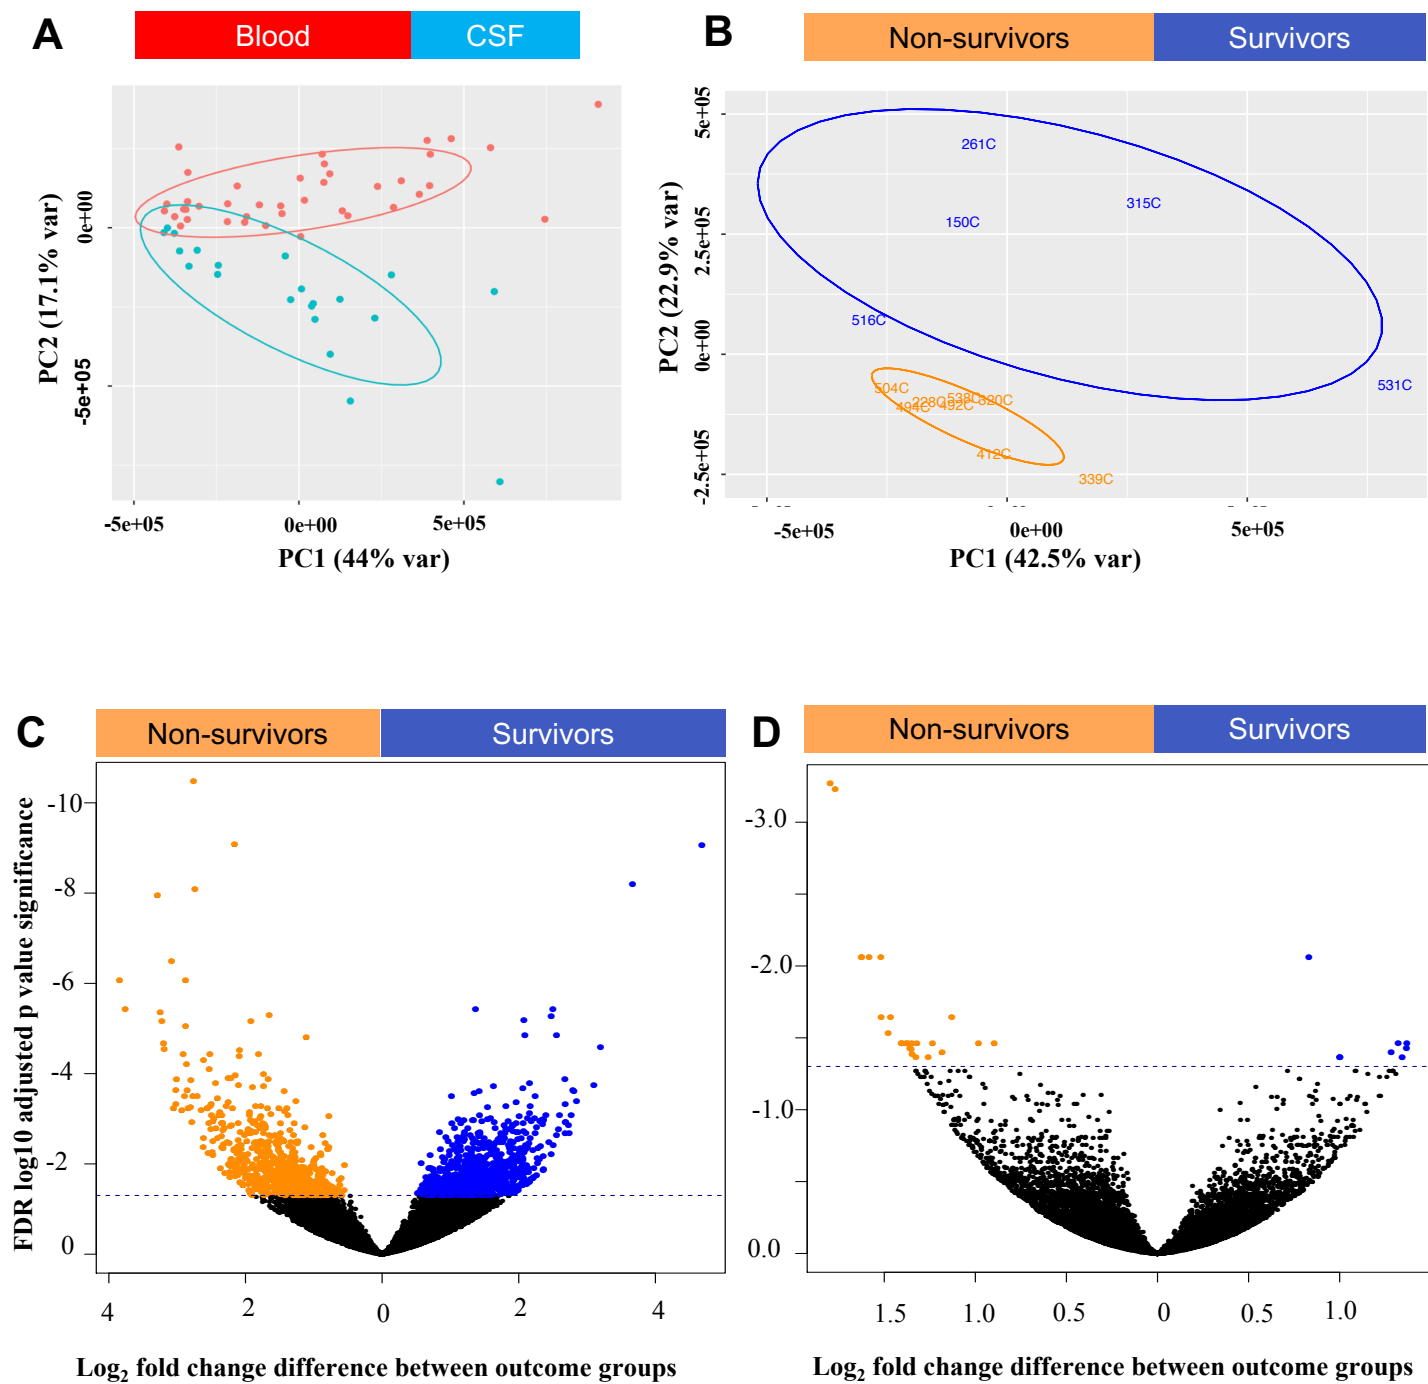 A
Blood
CSF
PC2 (17.1% var)
0e+00
-5e+05
-5e+05
0e+00
5e+05
PC1 (44% var)
B
Non-survivors
Survivors
PC2 (22.9% var)
5e+05
2.5e+05
0e+00
-2.5e+05
261C
315C
150C
516C
531C
504C
494C
228C
538C
492C
320C
412C
339C
-5e+05
0e+00
5e+05
PC1 (42.5% var)
C
Non-survivors
Survivors
FDR log10 adjusted p value significance
-10
-8
-6
-4
-2
0
4
2
0
2
4
Log2 fold change difference between outcome groups
D
Non-survivors
Survivors
-3.0
-2.0
-1.0
0.0
1.5
1.0
0.5
0
0.5
1.0
Log2 fold change difference between outcome groups